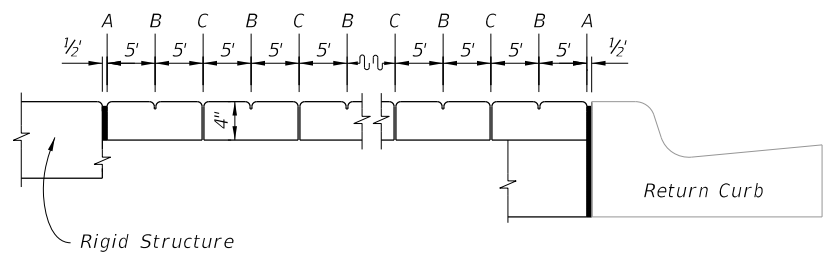 A B C B C B C B C B A
½' 5' 5' 5' 5' 5' 5' 5' 5' 5' ½'
4"
Return Curb
Rigid Structure